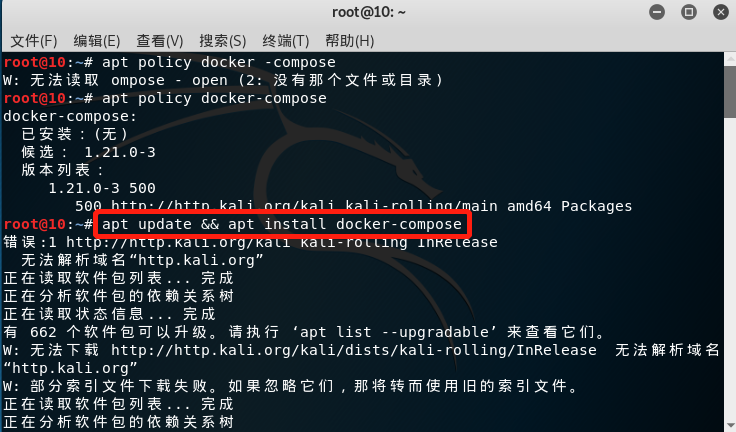 root@10: ~
文件(F) 编辑(E) 查看(V) 搜索(S) 终端(T) 帮助(H)
root@10:~# apt policy docker -compose
W: 无法读取 ompose - open (2: 没有那个文件或目录)
root@10:~# apt policy docker-compose
docker-compose:
已安装：(无)
候选： 1.21.0-3
版本列表：
1.21.0-3 500
500 http://http.kali.org/kali kali-rolling/main amd64 Packages
root@10:~# apt update && apt install docker-compose
错误:1 http://http.kali.org/kali kali-rolling InRelease
无法解析域名“http.kali.org”
正在读取软件包列表... 完成
正在分析软件包的依赖关系树
正在读取状态信息... 完成
有 662 个软件包可以升级。请执行 ‘apt list --upgradable’ 来查看它们。
W: 无法下载 http://http.kali.org/kali/dists/kali-rolling/InRelease 无法解析域名
“http.kali.org”
W: 部分索引文件下载失败。如果忽略它们，那将转而使用旧的索引文件。
正在读取软件包列表... 完成
正在分析软件包的依赖关系树